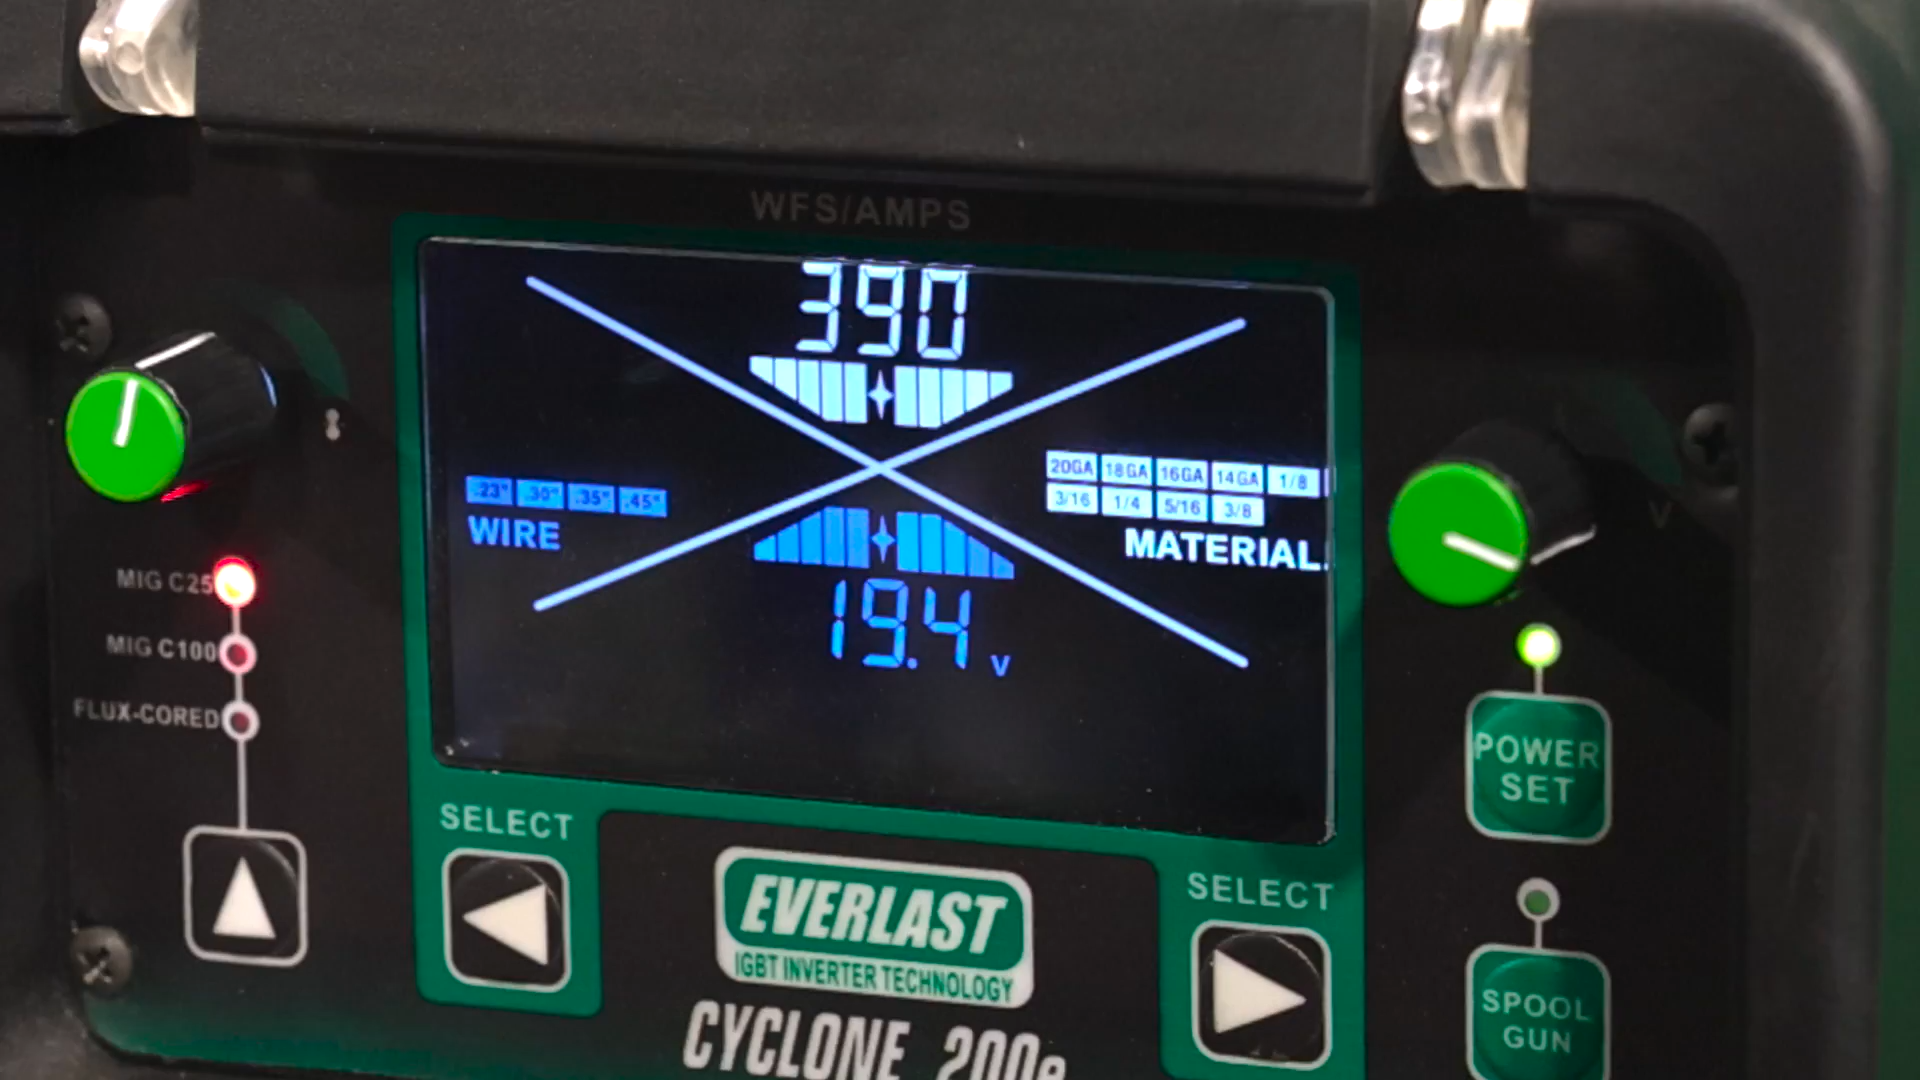 WFS/AMPS
390
20GA 18GA 16GA 14GA 1/8
3/16 1/4 5/16 3/8
MATERIAL
.23" .30" .35" .45"
WIRE
19.4 V
V
MIG C25
MIG C100
FLUX-CORED
SELECT
SELECT
POWER
SET
SPOOL
GUN
EVERLAST
IGBT INVERTER TECHNOLOGY
CYCLONE 200e